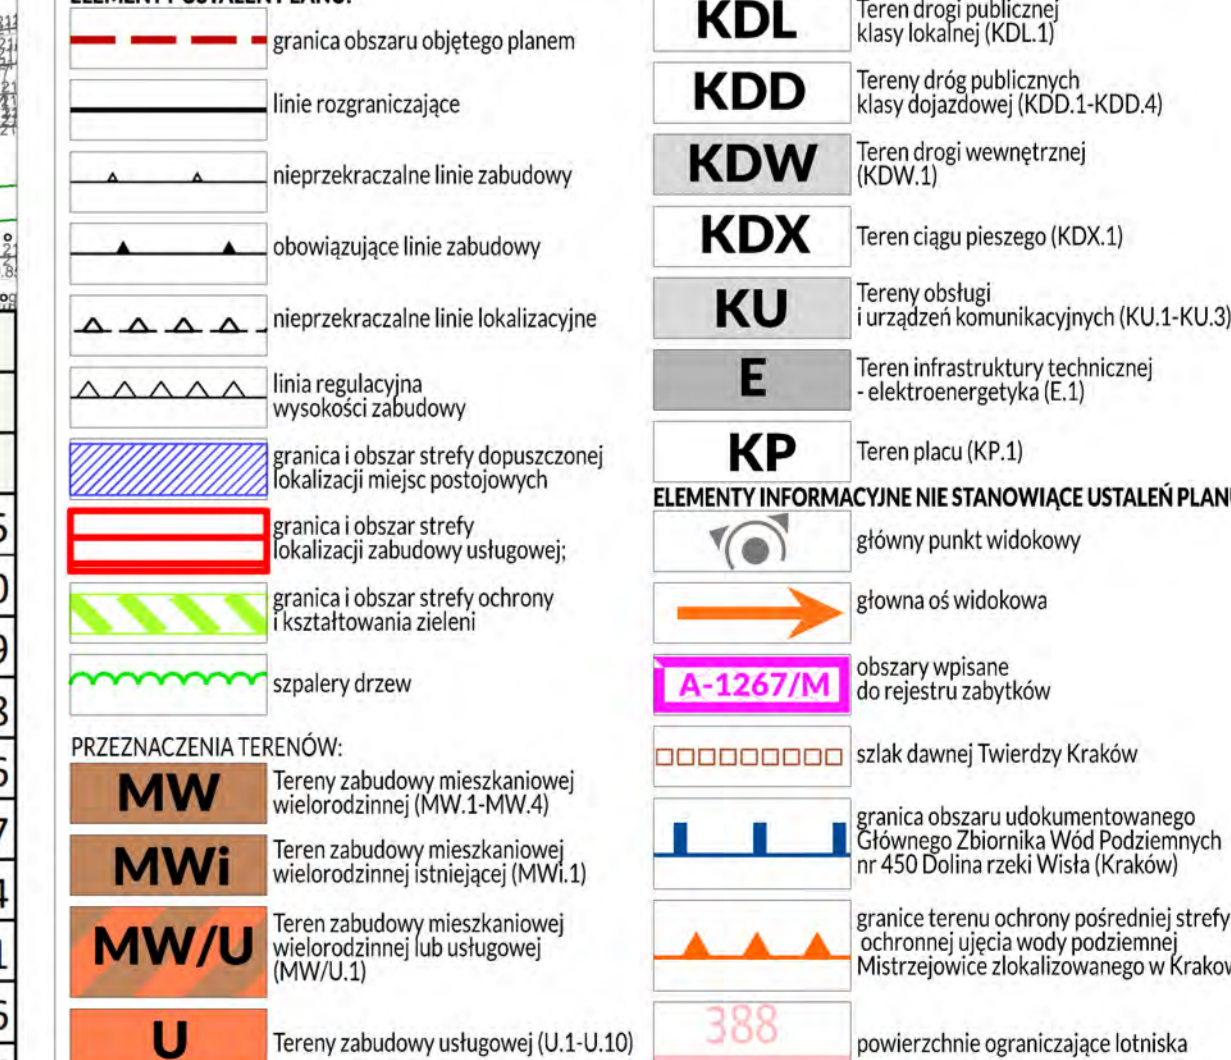 ELEMENTY USTALEŃ PLANU:
granica obszaru objętego planem
linie rozgraniczające
nieprzekraczalne linie zabudowy
obowiązujące linie zabudowy
nieprzekraczalne linie lokalizacyjne
linia regulacyjna
wysokości zabudowy
granica i obszar strefy dopuszczonej
lokalizacji miejsc postojowych
granica i obszar strefy
lokalizacji zabudowy usługowej;
granica i obszar strefy ochrony
i kształtowania zieleni
szpalery drzew
PRZEZNACZENIA TERENÓW:
MW
Tereny zabudowy mieszkaniowej
wielorodzinnej (MW.1-MW.4)
MWi
Teren zabudowy mieszkaniowej
wielorodzinnej istniejącej (MWi.1)
MW/U
Teren zabudowy mieszkaniowej
wielorodzinnej lub usługowej
(MW/U.1)
U
Tereny zabudowy usługowej (U.1-U.10)
KDL
Teren drogi publicznej
klasy lokalnej (KDL.1)
KDD
Tereny dróg publicznych
klasy dojazdowej (KDD.1-KDD.4)
KDW
Teren drogi wewnętrznej
(KDW.1)
KDX
Teren ciągu pieszego (KDX.1)
KU
Tereny obsługi
i urządzeń komunikacyjnych (KU.1-KU.3)
E
Teren infrastruktury technicznej
- elektroenergetyka (E.1)
KP
Teren placu (KP.1)
ELEMENTY INFORMACYJNE NIE STANOWIĄCE USTALEŃ PLAN
główny punkt widokowy
głowna oś widokowa
A-1267/M
obszary wpisane
do rejestru zabytków
szlak dawnej Twierdzy Kraków
granica obszaru udokumentowanego
Głównego Zbiornika Wód Podziemnych
nr 450 Dolina rzeki Wisła (Kraków)
granice terenu ochrony pośredniej strefy
ochronnej ujęcia wody podziemnej
Mistrzejowice zlokalizowanego w Krakow
388
powierzchnie ograniczające lotniska